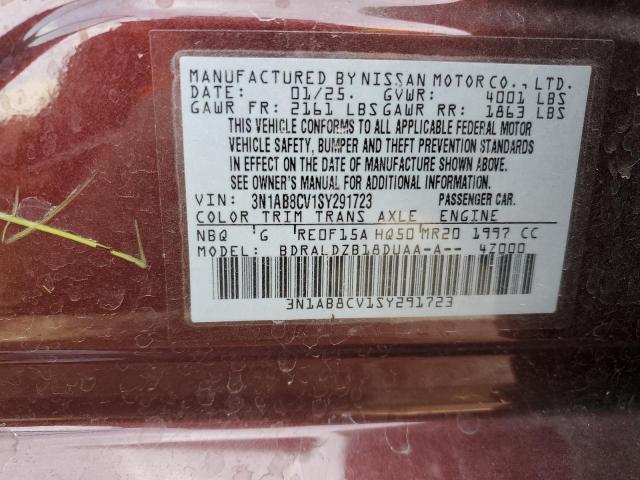 MANUFACTURED BY NISSAN MOTOR CO., LTD.
DATE: 01/25. GVWR: 4001 LBS
GAWR FR: 2161 LBS GAWR RR: 1863 LBS
THIS VEHICLE CONFORMS TO ALL APPLICABLE FEDERAL MOTOR
VEHICLE SAFETY, BUMPER AND THEFT PREVENTION STANDARDS
IN EFFECT ON THE DATE OF MANUFACTURE SHOWN ABOVE.
SEE OWNER'S MANUAL FOR ADDITIONAL INFORMATION.
VIN: 3N1AB8CV1SY291723 PASSENGER CAR.
COLOR TRIM TRANS AXLE ENGINE
NBQ G RE0F15A HQ50 MR20 1997 CC
MODEL: BDRALDZB18DUAA-A-- 4Z000
3N1AB8CV1SY291723